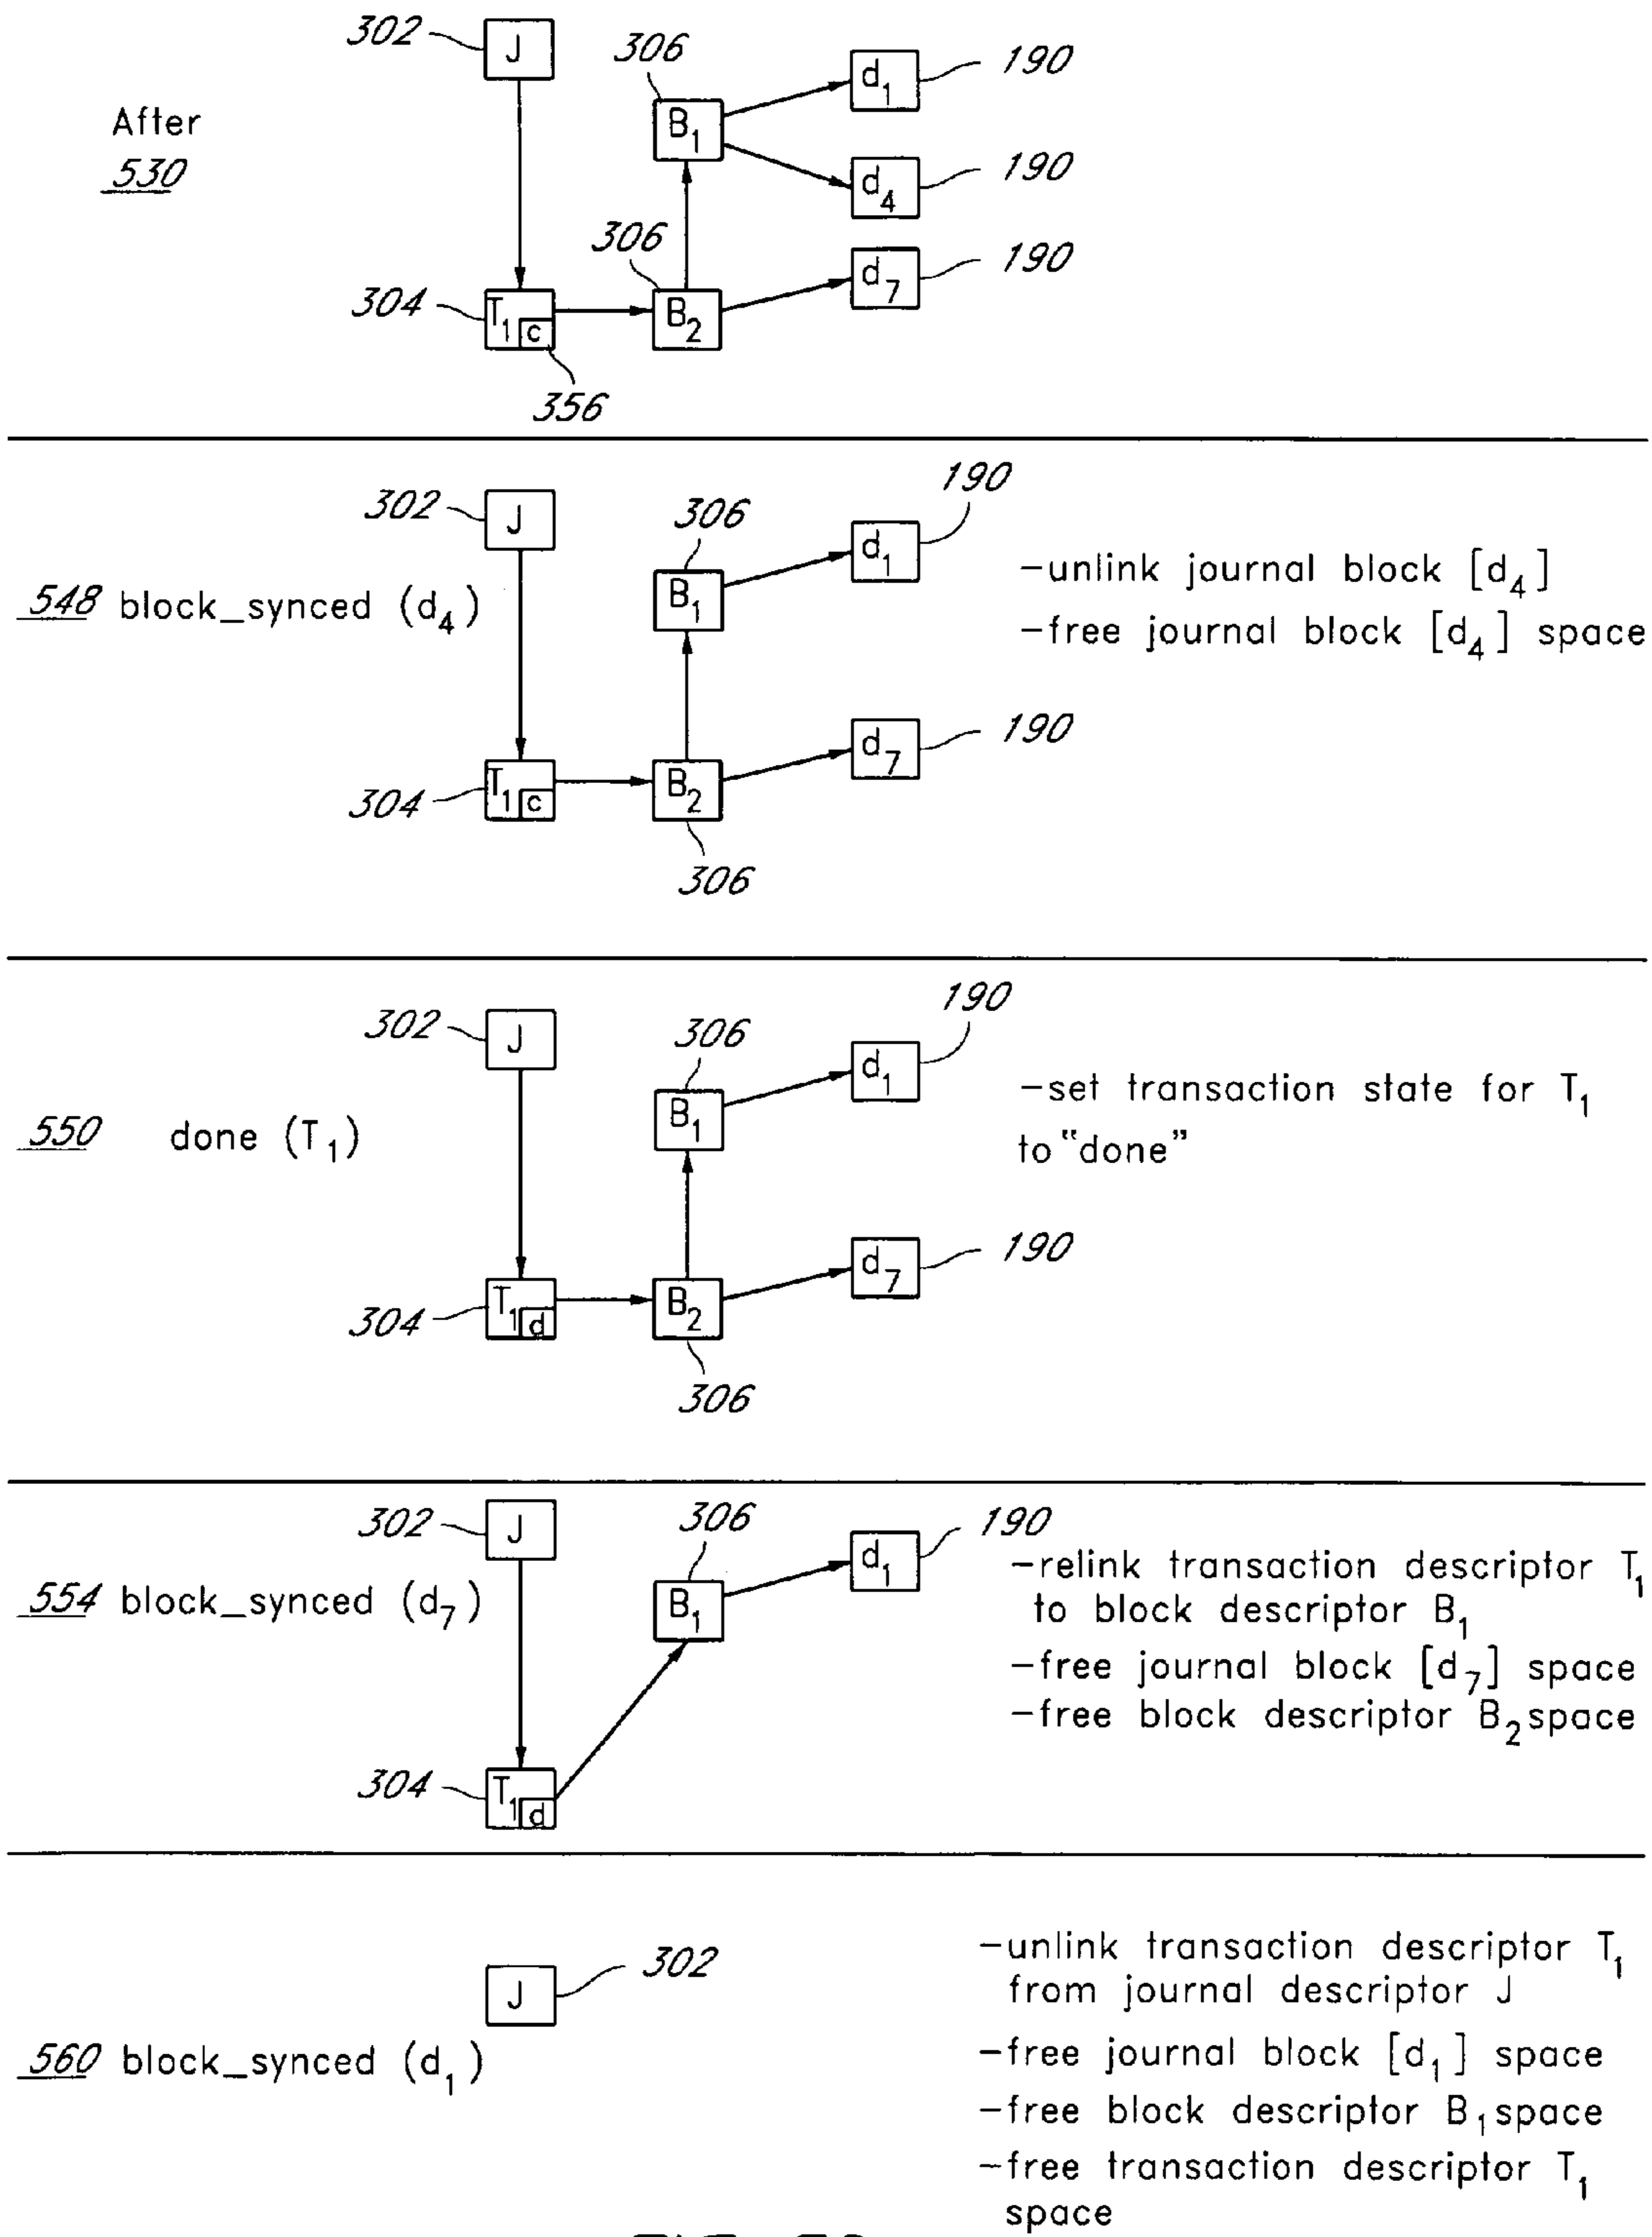 302
J
306
d1
190
After
530
B1
d4
190
306
d7
190
304
T1 c
B2
356
190
302
J
306
d1
548 block_synced (d4)
B1
-unlink journal block [d4]
-free journal block [d4] space
d7
190
304
T1 c
B2
306
190
302
J
306
d1
550 done (T1)
B1
-set transaction state for T1
to "done"
d7
190
304
T1 d
B2
306
302
J
306
d1
190
554 block_synced (d7)
B1
-relink transaction descriptor T1
to block descriptor B1
-free journal block [d7] space
-free block descriptor B2 space
304
T1 d
J
302
560 block_synced (d1)
-unlink transaction descriptor T1
from journal descriptor J
-free journal block [d1] space
-free block descriptor B1 space
-free transaction descriptor T1
space